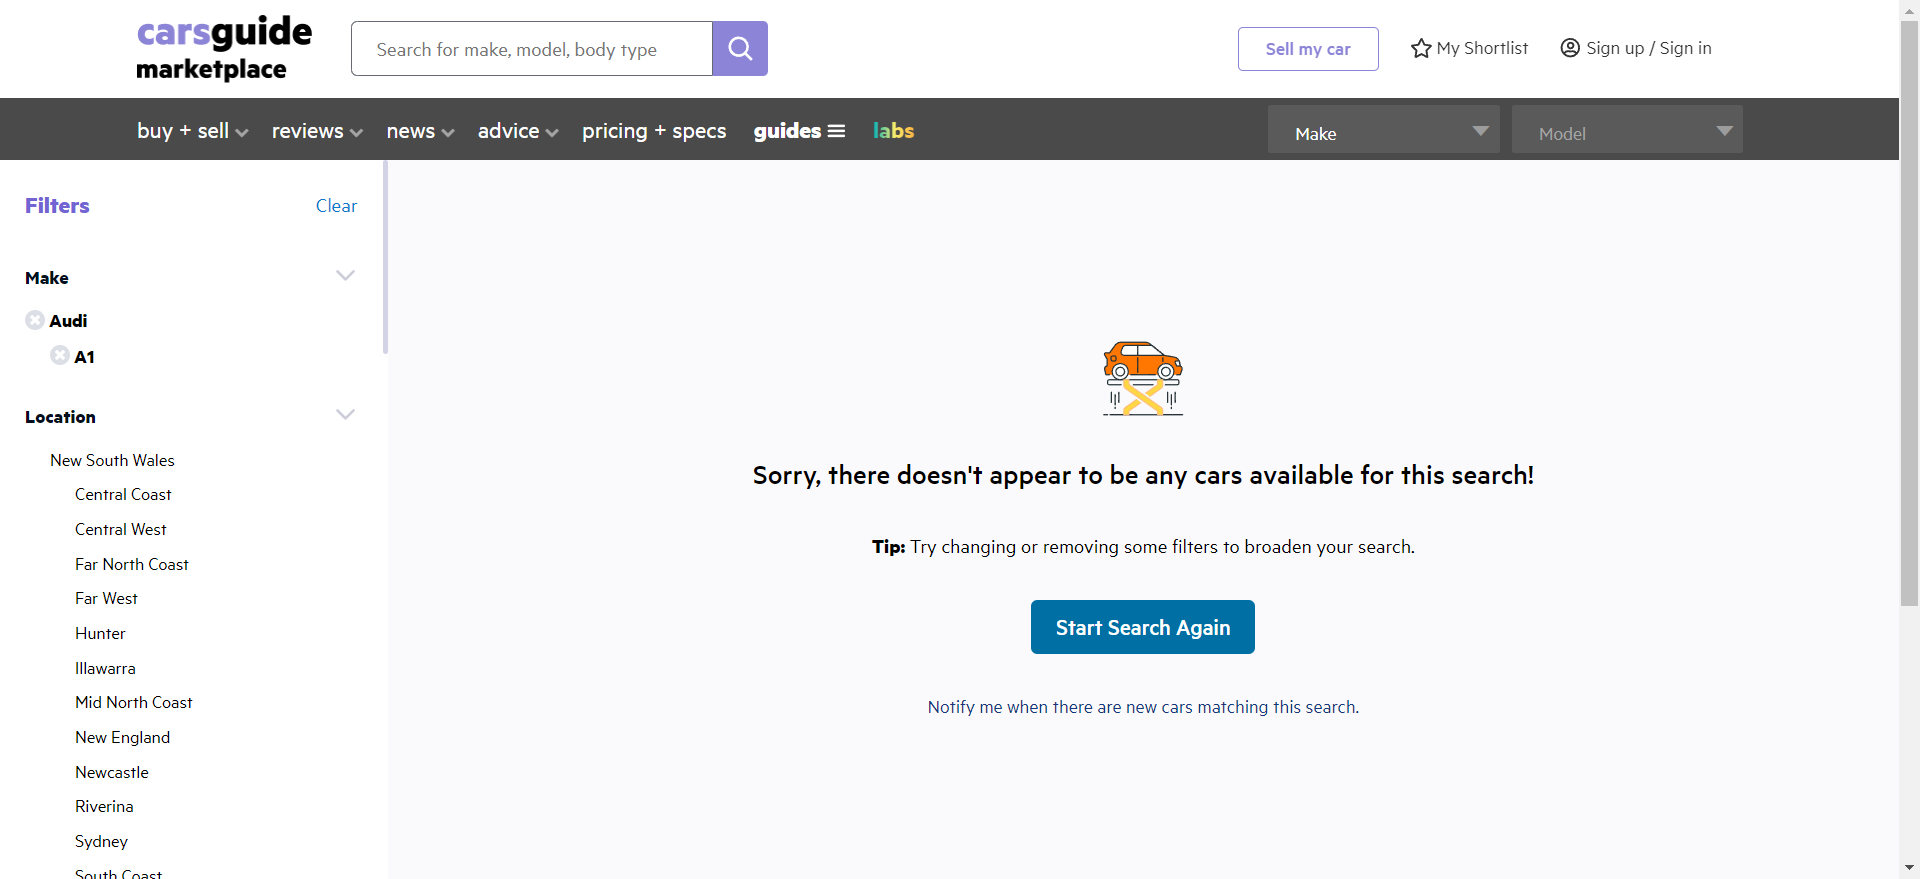 carsguide
marketplace
Search for make, model, body type
Sell my car
My Shortlist
Sign up / Sign in
buy + sell
reviews
news
advice
pricing + specs
guides
labs
Make
Model
Filters
Clear
Make
Audi
A1
Location
New South Wales
Central Coast
Central West
Far North Coast
Far West
Hunter
Illawarra
Mid North Coast
New England
Newcastle
Riverina
Sydney
South Coast
Sorry, there doesn't appear to be any cars available for this search!
Tip: Try changing or removing some filters to broaden your search.
Start Search Again
Notify me when there are new cars matching this search.